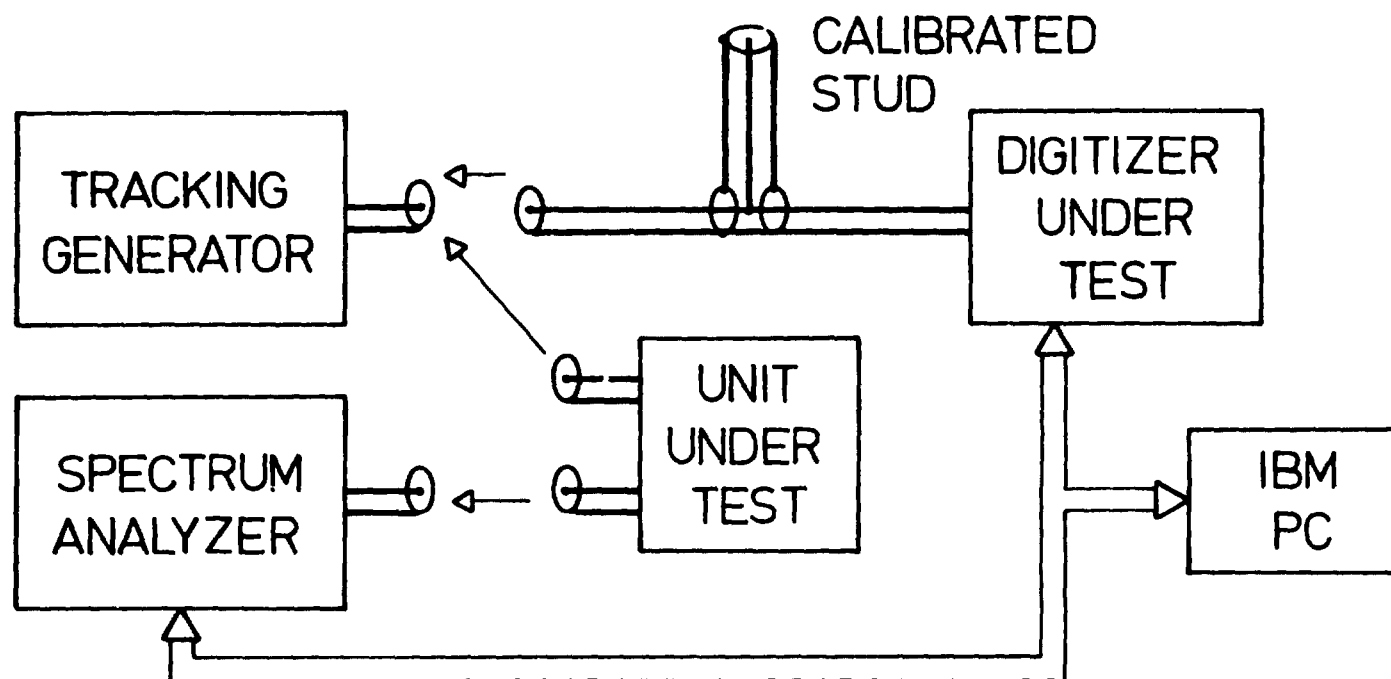 CALIBRATED
STUD
TRACKING
GENERATOR
DIGITIZER
UNDER
TEST
UNIT
UNDER
TEST
SPECTRUM
ANALYZER
IBM
PC